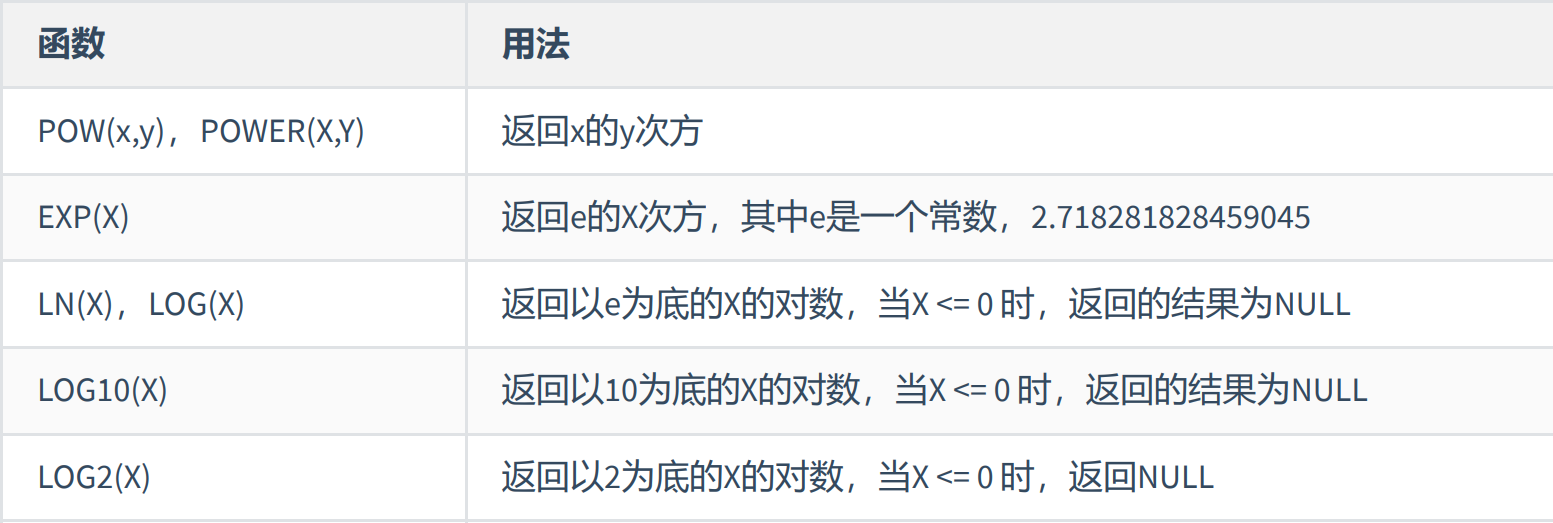 函数 用法
POW(x,y)，POWER(X,Y) 返回x的y次方
EXP(X) 返回e的X次方，其中e是一个常数，2.718281828459045
LN(X)，LOG(X) 返回以e为底的X的对数，当X <= 0 时，返回的结果为NULL
LOG10(X) 返回以10为底的X的对数，当X <= 0 时，返回的结果为NULL
LOG2(X) 返回以2为底的X的对数，当X <= 0 时，返回NULL